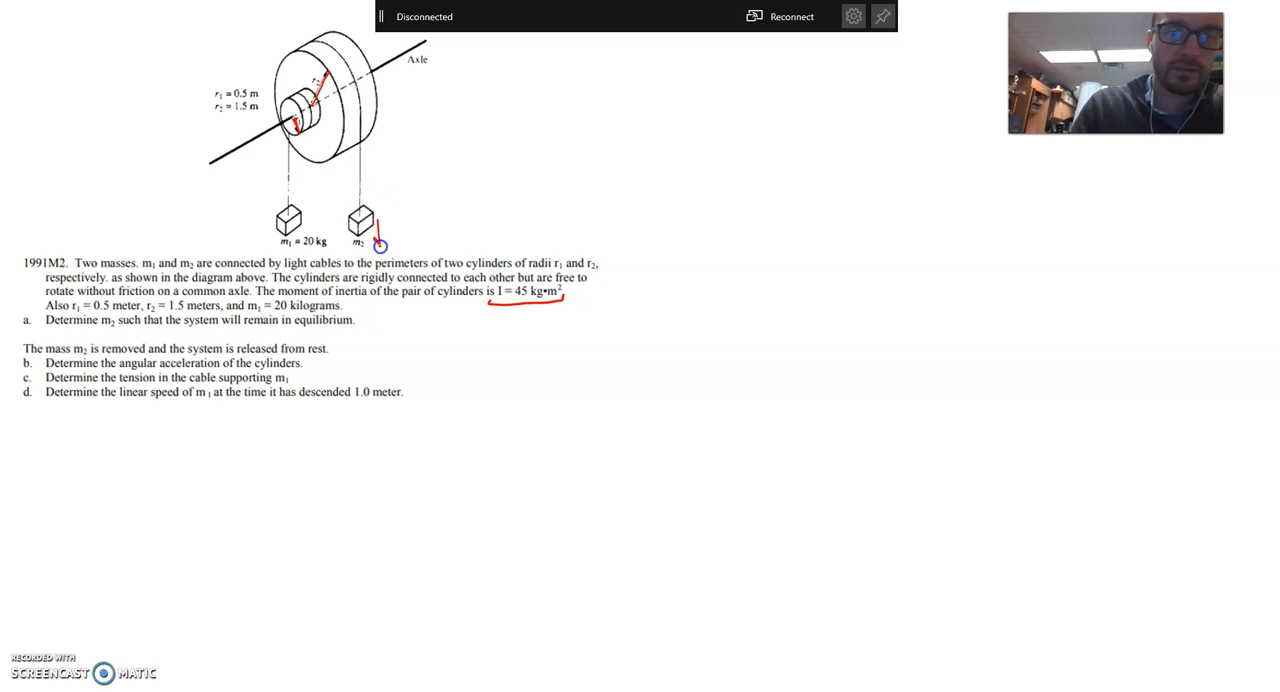 Disconnected
Reconnect
Axle
r₂
r₁ = 0.5 m
r₂ = 1.5 m
m₁ = 20 kg
m₂
1991M2. Two masses. m₁ and m₂ are connected by light cables to the perimeters of two cylinders of radii r₁ and r₂,
respectively. as shown in the diagram above. The cylinders are rigidly connected to each other but are free to
rotate without friction on a common axle. The moment of inertia of the pair of cylinders is I = 45 kg•m²
Also r₁ = 0.5 meter, r₂ = 1.5 meters, and m₁ = 20 kilograms.
a. Determine m₂ such that the system will remain in equilibrium.
The mass m₂ is removed and the system is released from rest.
b. Determine the angular acceleration of the cylinders.
c. Determine the tension in the cable supporting m₁
d. Determine the linear speed of m₁ at the time it has descended 1.0 meter.
RECORDED WITH
SCREENCAST MATIC